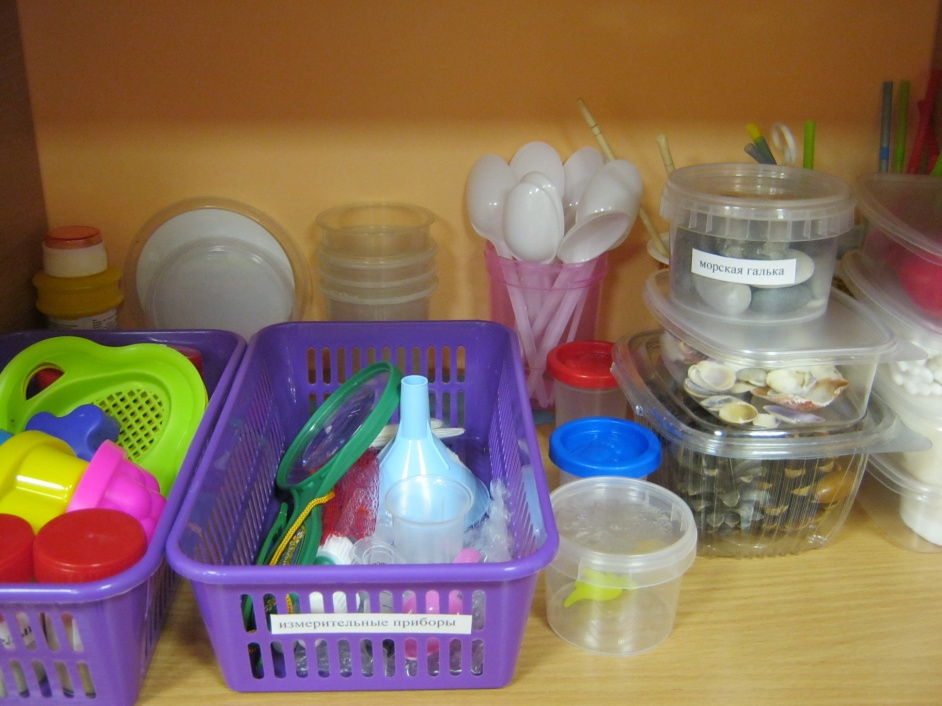 морская галька
измерительные приборы